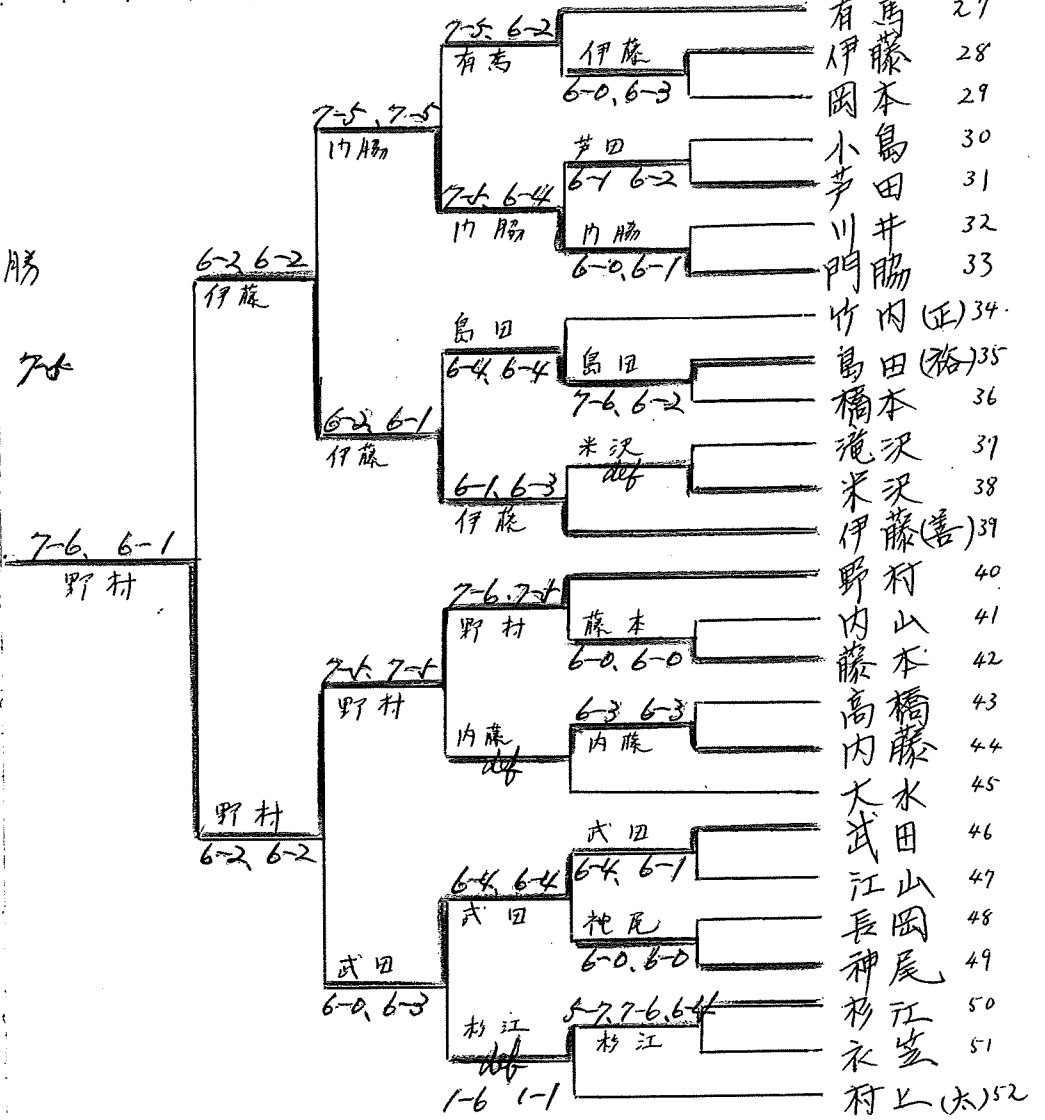 有馬 27
7-5、6-2
有馬
伊藤
伊藤 28
6-0、6-3
岡本 29
7-5、7-5
内脇
芦田
小島 30
6-1 6-2
芦田 31
7-5、6-4
内脇
内脇
川井 32
6-0、6-1
門脇 33
勝
6-2 6-2
伊藤
竹内(正) 34
島田
6-4、6-4
島田
島田(裕) 35
7-5
7-6、6-2
橋本 36
6-2、6-1
伊藤
米沢
def
滝沢 37
米沢 38
6-1、6-3
伊藤
伊藤(善) 39
7-6、6-1
野村
野村 40
7-6、7-5
野村
藤本
内山 41
6-0、6-0
藤本 42
7-5、7-5
野村
6-3 6-3
内藤
高橋 43
内藤 44
内藤
def
大水 45
野村
6-2、6-2
武田
武田 46
6-4、6-1
江山 47
6-4、6-4
武田
神尾
長岡 48
6-0、6-0
神尾 49
武田
6-0、6-3
5-7、7-6、6-4
杉江
杉江 50
衣笠 51
杉江
def
1-6 1-1
村上(太) 52